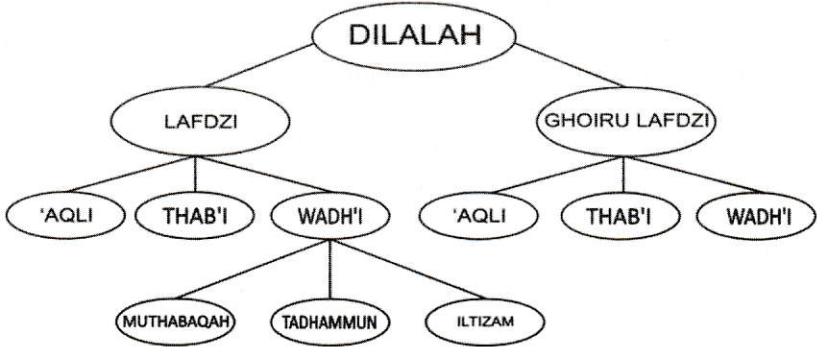 DILALAH
LAFDZI
GHOIRU LAFDZI
'AQLI
THAB'I
WADH'I
'AQLI
THAB'I
WADH'I
MUTHABAQAH
TADHAMMUN
ILTIZAM